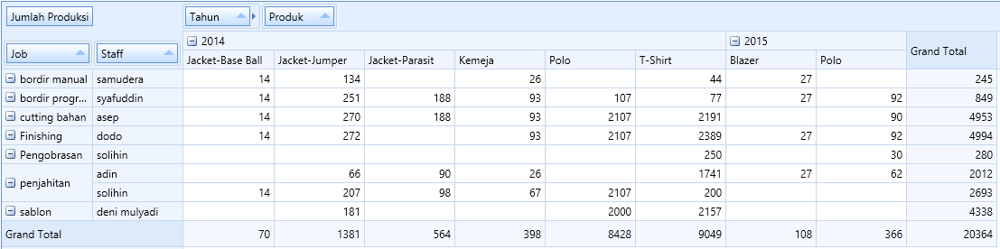 Jumlah Produksi Tahun Produk
Job Staff 2014 2015 Grand Total
Jacket-Base Ball Jacket-Jumper Jacket-Parasit Kemeja Polo T-Shirt Blazer Polo
bordir manual samudera 14 134 26 44 27 245
bordir progr... syafuddin 14 251 188 93 107 77 27 92 849
cutting bahan asep 14 270 188 93 2107 2191 90 4953
Finishing dodo 14 272 93 2107 2389 27 92 4994
Pengobrasan solihin 250 30 280
penjahitan adin 66 90 26 1741 27 62 2012
solihin 14 207 98 67 2107 200 2693
sablon deni mulyadi 181 2000 2157 4338
Grand Total 70 1381 564 398 8428 9049 108 366 20364